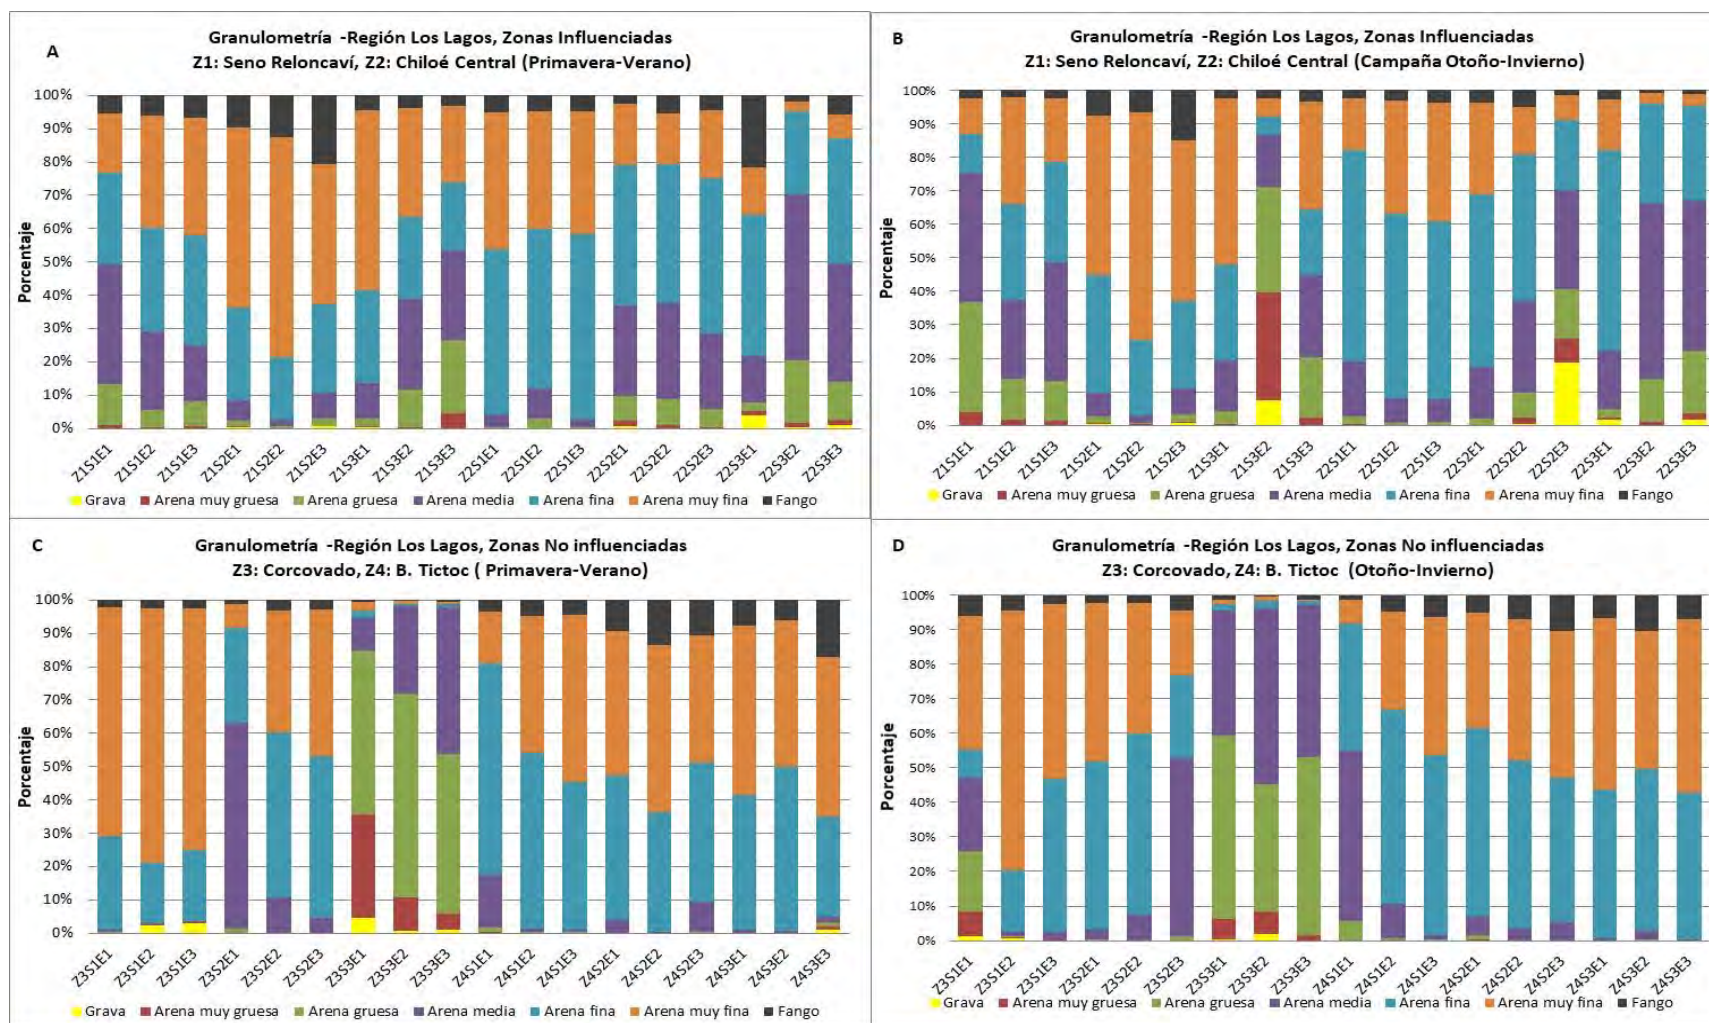 A
Granulometría -Región Los Lagos, Zonas Influenciadas
Z1: Seno Reloncaví, Z2: Chiloé Central (Primavera-Verano)
Porcentaje
100%
90%
80%
70%
60%
50%
40%
30%
20%
10%
0%
Z1S1E1 Z1S1E2 Z1S1E3 Z1S2E1 Z1S2E2 Z1S2E3 Z1S3E1 Z1S3E2 Z1S3E3 Z2S1E1 Z2S1E2 Z2S1E3 Z2S2E1 Z2S2E2 Z2S2E3 Z2S3E1 Z2S3E2 Z2S3E3
Grava Arena muy gruesa Arena gruesa Arena media Arena fina Arena muy fina Fango
B
Granulometría -Región Los Lagos, Zonas Influenciadas
Z1: Seno Reloncaví, Z2: Chiloé Central (Campaña Otoño-Invierno)
Porcentaje
100%
90%
80%
70%
60%
50%
40%
30%
20%
10%
0%
Z1S1E1 Z1S1E2 Z1S1E3 Z1S2E1 Z1S2E2 Z1S2E3 Z1S3E1 Z1S3E2 Z1S3E3 Z2S1E1 Z2S1E2 Z2S1E3 Z2S2E1 Z2S2E2 Z2S2E3 Z2S3E1 Z2S3E2 Z2S3E3
Grava Arena muy gruesa Arena gruesa Arena media Arena fina Arena muy fina Fango
C
Granulometría -Región Los Lagos, Zonas No influenciadas
Z3: Corcovado, Z4: B. Tictoc ( Primavera-Verano)
Porcentaje
100%
90%
80%
70%
60%
50%
40%
30%
20%
10%
0%
Z3S1E1 Z3S1E2 Z3S1E3 Z3S2E1 Z3S2E2 Z3S2E3 Z3S3E1 Z3S3E2 Z3S3E3 Z4S1E1 Z4S1E2 Z4S1E3 Z4S2E1 Z4S2E2 Z4S2E3 Z4S3E1 Z4S3E2 Z4S3E3
Grava Arena muy gruesa Arena gruesa Arena media Arena fina Arena muy fina Fango
D
Granulometría -Región Los Lagos, Zonas No influenciadas
Z3: Corcovado, Z4: B. Tictoc (Otoño-Invierno)
Porcentaje
100%
90%
80%
70%
60%
50%
40%
30%
20%
10%
0%
Z3S1E1 Z3S1E2 Z3S1E3 Z3S2E1 Z3S2E2 Z3S2E3 Z3S3E1 Z3S3E2 Z3S3E3 Z4S1E1 Z4S1E2 Z4S1E3 Z4S2E1 Z4S2E2 Z4S2E3 Z4S3E1 Z4S3E2 Z4S3E3
Grava Arena muy gruesa Arena gruesa Arena media Arena fina Arena muy fina Fango